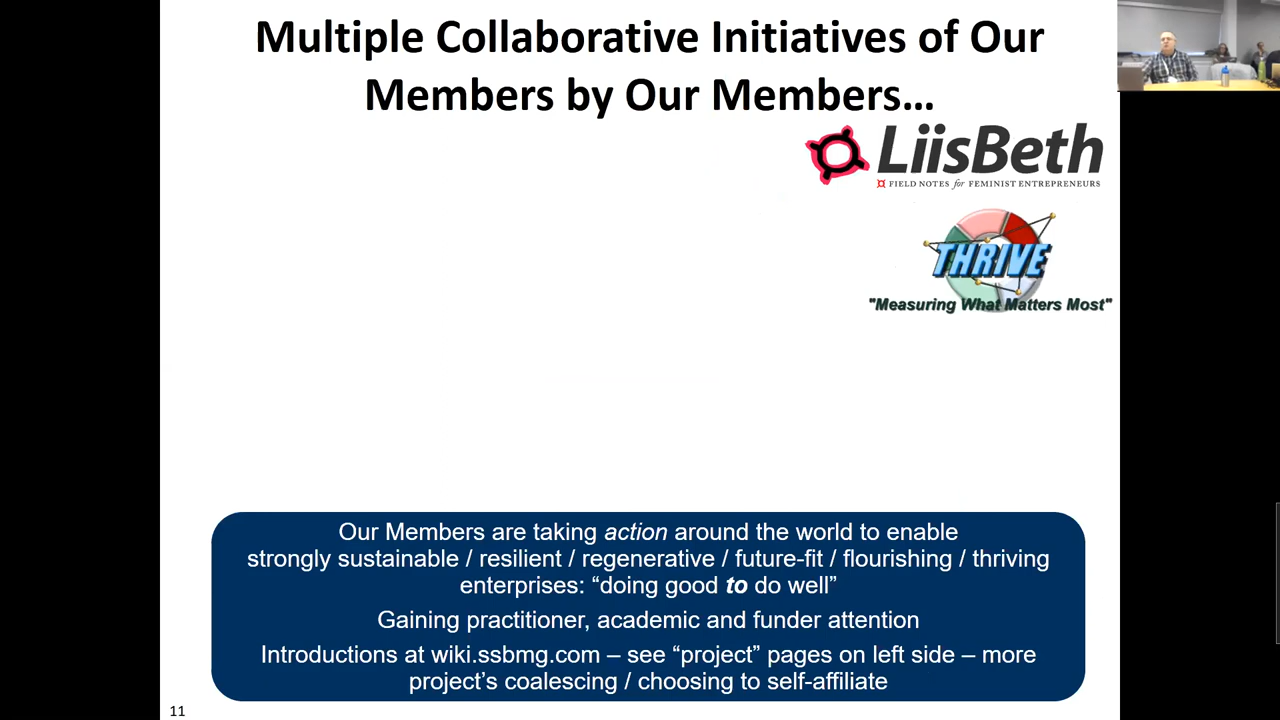 Multiple Collaborative Initiatives of Our
Members by Our Members…
LiisBeth
FIELD NOTES for FEMINIST ENTREPRENEURS
THRIVE
"Measuring What Matters Most"
Our Members are taking action around the world to enable
strongly sustainable / resilient / regenerative / future-fit / flourishing / thriving
enterprises: “doing good to do well”
Gaining practitioner, academic and funder attention
Introductions at wiki.ssbmg.com – see “project” pages on left side – more
project’s coalescing / choosing to self-affiliate
11